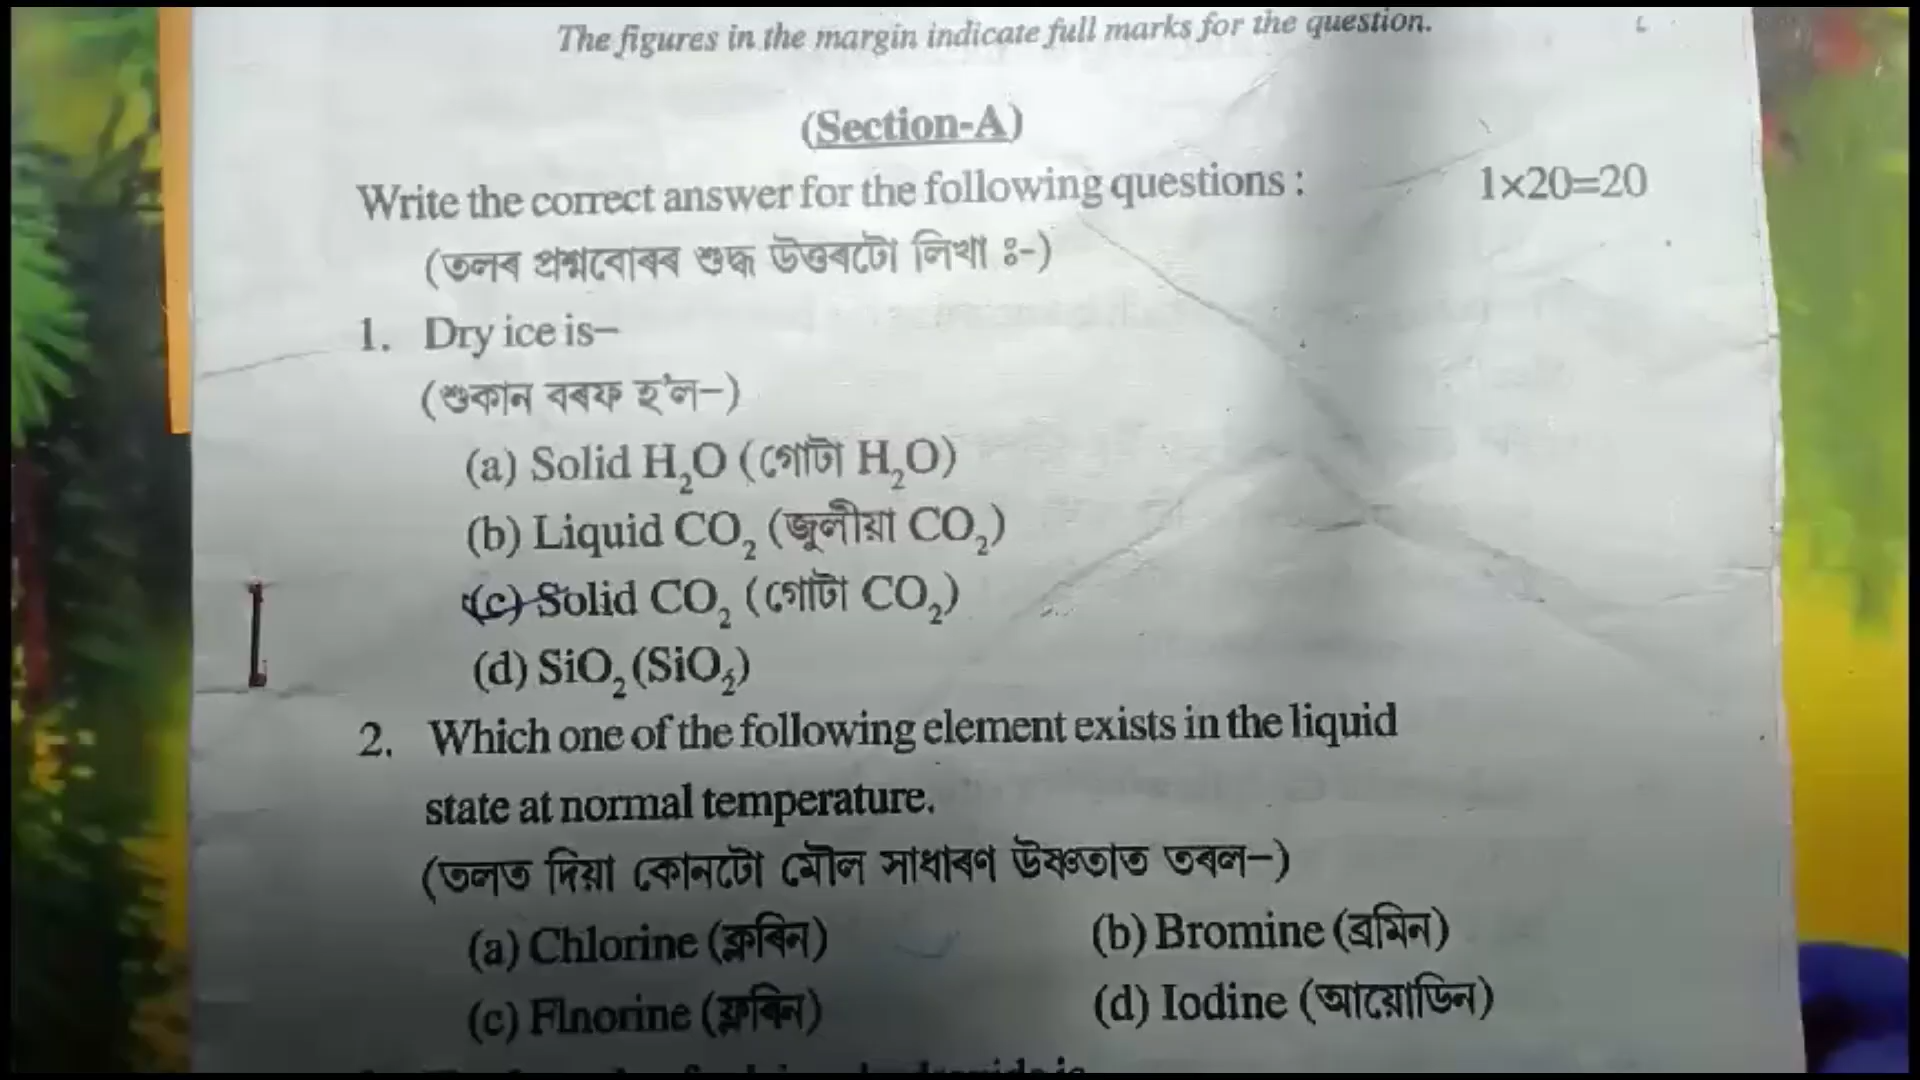 The figures in the margin indicate full marks for the question.
(Section-A)
Write the correct answer for the following questions : 1×20=20
(তলৰ প্ৰশ্নবোৰৰ শুদ্ধ উত্তৰটো লিখা ঃ-)
1. Dry ice is–
(শুকান বৰফ হ'ল–)
(a) Solid H₂O (গোটা H₂O)
(b) Liquid CO₂ (জুলীয়া CO₂)
(c) Solid CO₂ (গোটা CO₂)
(d) SiO₂ (SiO₂)
2. Which one of the following element exists in the liquid
state at normal temperature.
(তলত দিয়া কোনটো মৌল সাধাৰণ উষ্ণতাত তৰল–)
(a) Chlorine (ক্লৰিন) (b) Bromine (ব্ৰমিন)
(c) Flnorine (ফ্লৰিন) (d) Iodine (আয়োডিন)